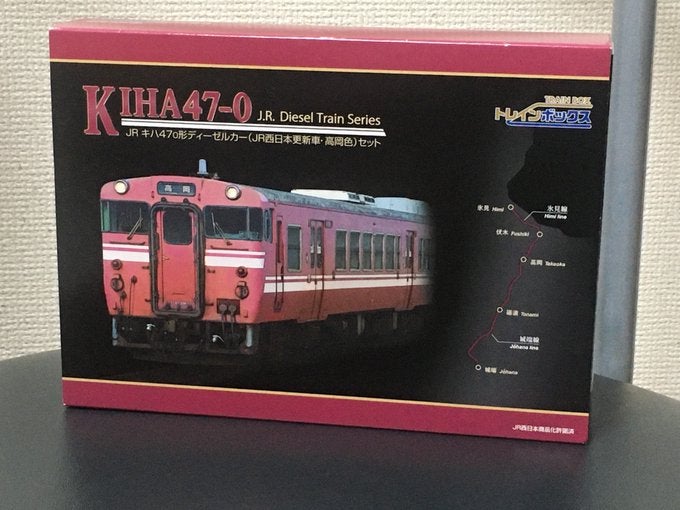 KIHA47-0 J.R. Diesel Train Series
JR キハ470形ディーゼルカー(JR西日本更新車・高岡色)セット
TRAIN BOX
トレインボックス
高岡
氷見 Himi
氷見線
Himi line
伏木 Fushiki
高岡 Takaoka
福浦 Tonami
城端線
Jōhana line
城端 Jōhana
JR西日本商品化許諾済